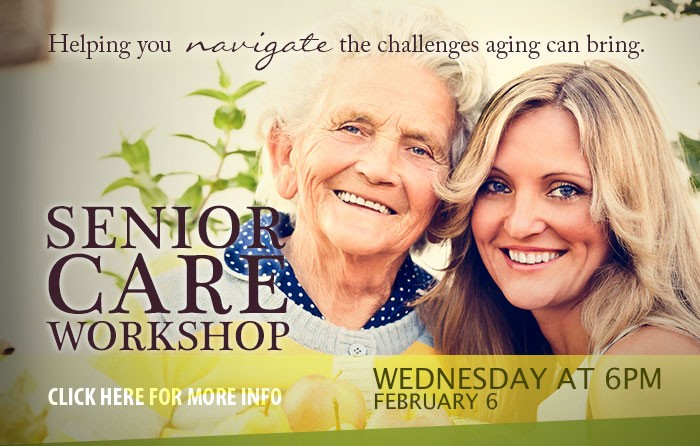 Helping you navigate the challenges aging can bring.
SENIOR
CARE
WORKSHOP
CLICK HERE FOR MORE INFO
WEDNESDAY AT 6PM
FEBRUARY 6